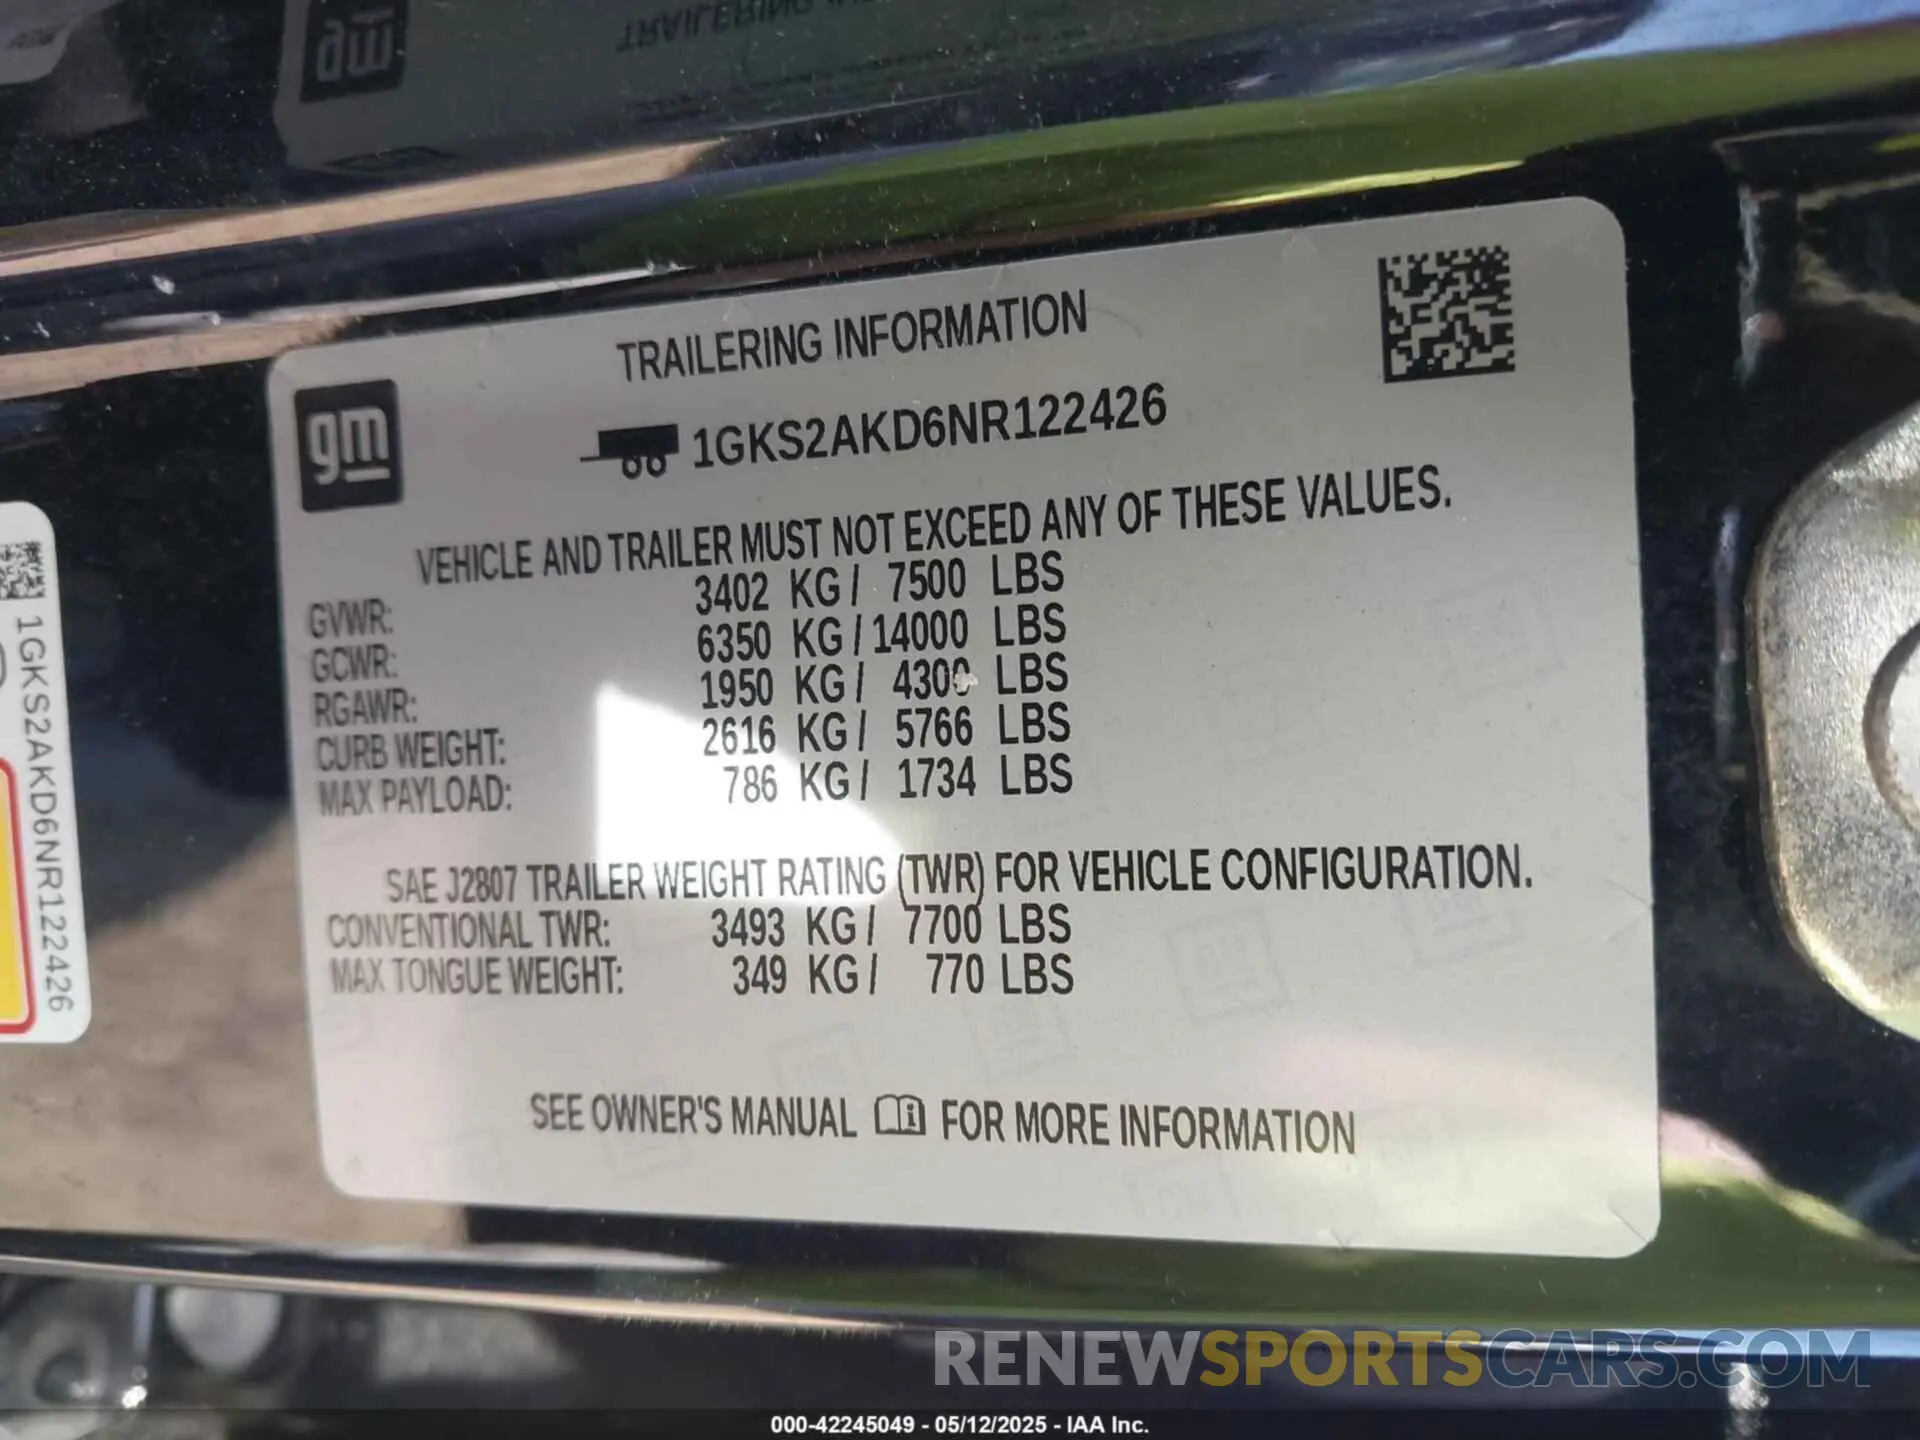 TRAILERING
gm
TRAILERING INFORMATION
1GKS2AKD6NR122426
VEHICLE AND TRAILER MUST NOT EXCEED ANY OF THESE VALUES.
GVWR: 3402 KG / 7500 LBS
GCWR: 6350 KG / 14000 LBS
RGAWR: 1950 KG / 4300 LBS
CURB WEIGHT: 2616 KG / 5766 LBS
MAX PAYLOAD: 786 KG / 1734 LBS
SAE J2807 TRAILER WEIGHT RATING (TWR) FOR VEHICLE CONFIGURATION.
CONVENTIONAL TWR: 3493 KG / 7700 LBS
MAX TONGUE WEIGHT: 349 KG / 770 LBS
SEE OWNER'S MANUAL FOR MORE INFORMATION
1GKS2AKD6NR122426
RENEWSPORTSCARS.COM
000-42245049 - 05/12/2025 - IAA Inc.